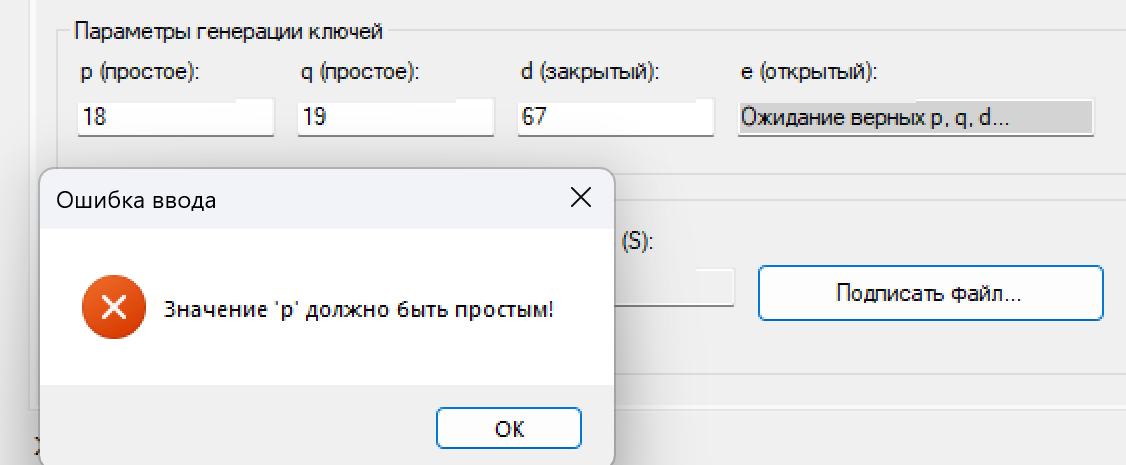 Параметры генерации ключей
p (простое): q (простое): d (закрытый): e (открытый):
18 19 67 Ожидание верных p, q, d...
Ошибка ввода
(S):
Значение 'p' должно быть простым!
Подписать файл...
OK